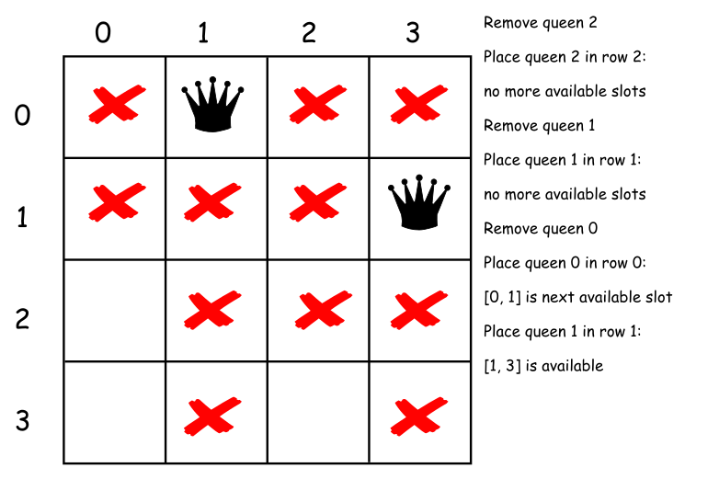 0 1 2 3
0
1
2
3
Remove queen 2
Place queen 2 in row 2:
no more available slots
Remove queen 1
Place queen 1 in row 1:
no more available slots
Remove queen 0
Place queen 0 in row 0:
[0, 1] is next available slot
Place queen 1 in row 1:
[1, 3] is available